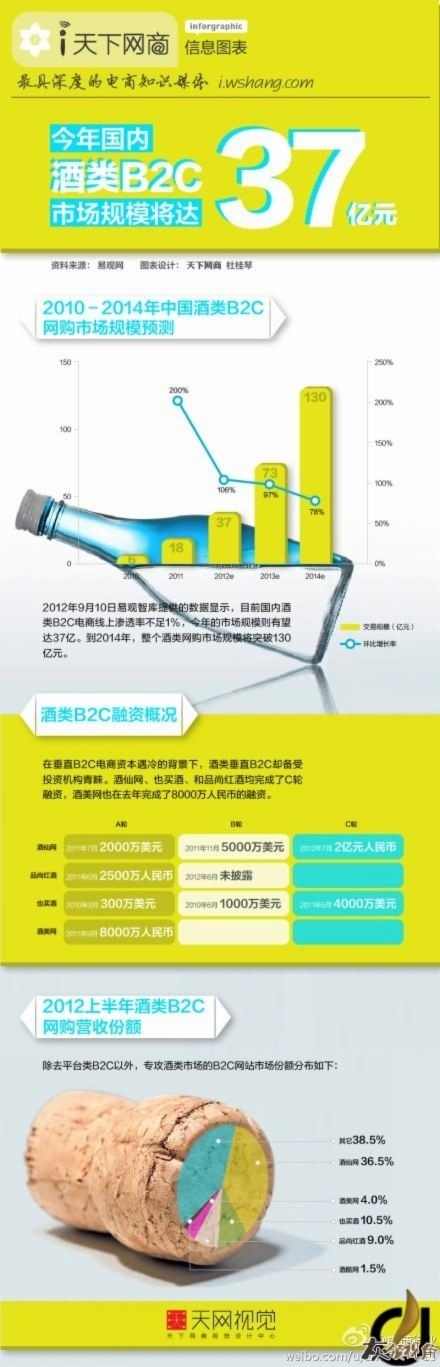 i天下网商
inforgraphic
信息图表
最具深度的电商知识媒体 i.wshang.com
今年国内
酒类B2C
市场规模将达
37亿元
资料来源：易观网 图表设计：天下网商 杜桂琴
2010－2014年中国酒类B2C
网购市场规模预测
150
100
50
0
250%
200%
150%
100%
50%
0%
6
18
37
73
130
200%
106%
97%
78%
2010
2011
2012e
2013e
2014e
交易规模（亿元）
环比增长率
2012年9月10日易观智库提供的数据显示，目前国内酒
类B2C电商线上渗透率不足1%，今年的市场规模则有望
达37亿。到2014年，整个酒类网购市场规模将突破130
亿元。
酒类B2C融资概况
在垂直B2C电商资本遇冷的背景下，酒类垂直B2C却备受
投资机构青睐。酒仙网、也买酒、和品尚红酒均完成了C轮
融资，酒美网也在去年完成了8000万人民币的融资。
A轮 B轮 C轮
酒仙网 2011年7月 2000万美元 2011年11月 5000万美元 2012年7月 2亿元人民币
品尚红酒 2011年6月 2500万人民币 2012年6月 未披露
也买酒 2010年3月 300万美元 2010年6月 1000万美元 2011年5月 4000万美元
酒美网 2011年9月 8000万人民币
2012上半年酒类B2C
网购营收份额
除去平台类B2C以外，专攻酒类市场的B2C网站市场份额分布如下：
其它38.5%
酒仙网 36.5%
酒美网 4.0%
也买酒 10.5%
品尚红酒 9.0%
酒酷网 1.5%
天网视觉
天下网商视觉设计中心
weibo.com/u